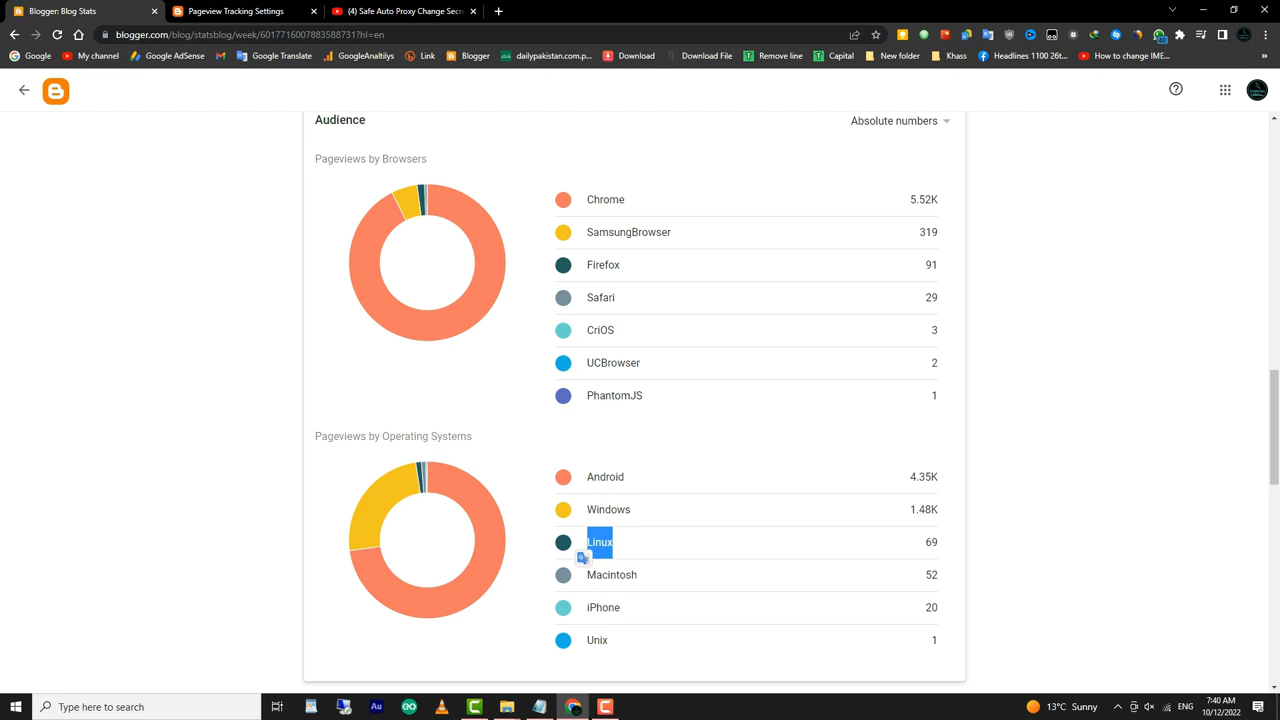 Blogger: Blog Stats
Pageview Tracking Settings
(4) Safe Auto Proxy Change Secr
blogger.com/blog/statsblog/week/6017716007883588731?hl=en
Google
My channel
Google AdSense
Google Translate
GoogleAnaltilys
Link
Blogger
dailypakistan.com.p...
Download
Download File
Link Posting
Capital
New folder
Khass
Headlines 1100 26t...
How to change IME...
»
Audience
Absolute numbers
Pageviews by Browsers
Chrome 5.52K
SamsungBrowser 319
Firefox 91
Safari 29
CriOS 3
UCBrowser 2
PhantomJS 1
Pageviews by Operating Systems
Android 4.35K
Windows 1.48K
Linux 69
Macintosh 52
iPhone 20
Unix 1
Type here to search
Au
13°C Sunny
ENG
7:40 AM
10/12/2022